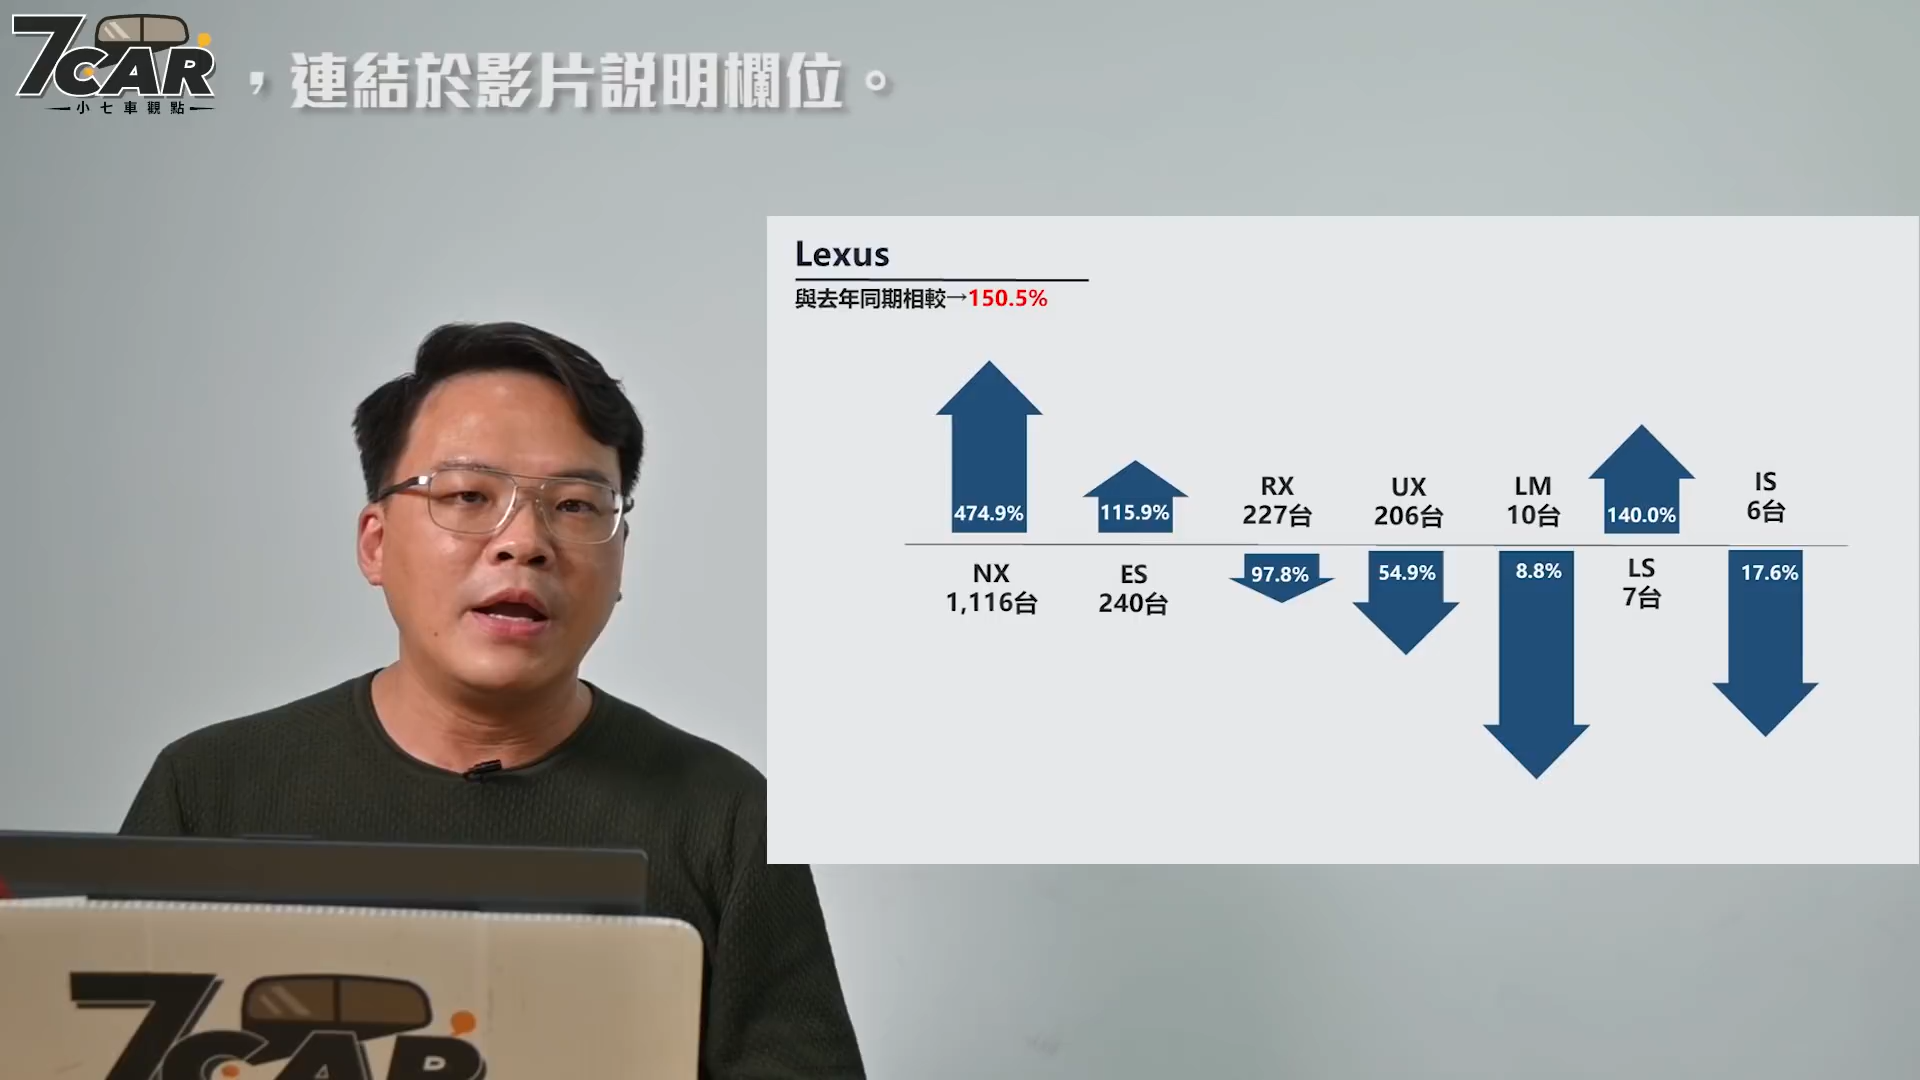 7CAR
小七車觀點
，連結於影片說明欄位。
Lexus
與去年同期相較→150.5%
474.9%
NX
1,116台
115.9%
ES
240台
RX
227台
97.8%
UX
206台
54.9%
LM
10台
8.8%
140.0%
LS
7台
IS
6台
17.6%
7CAR